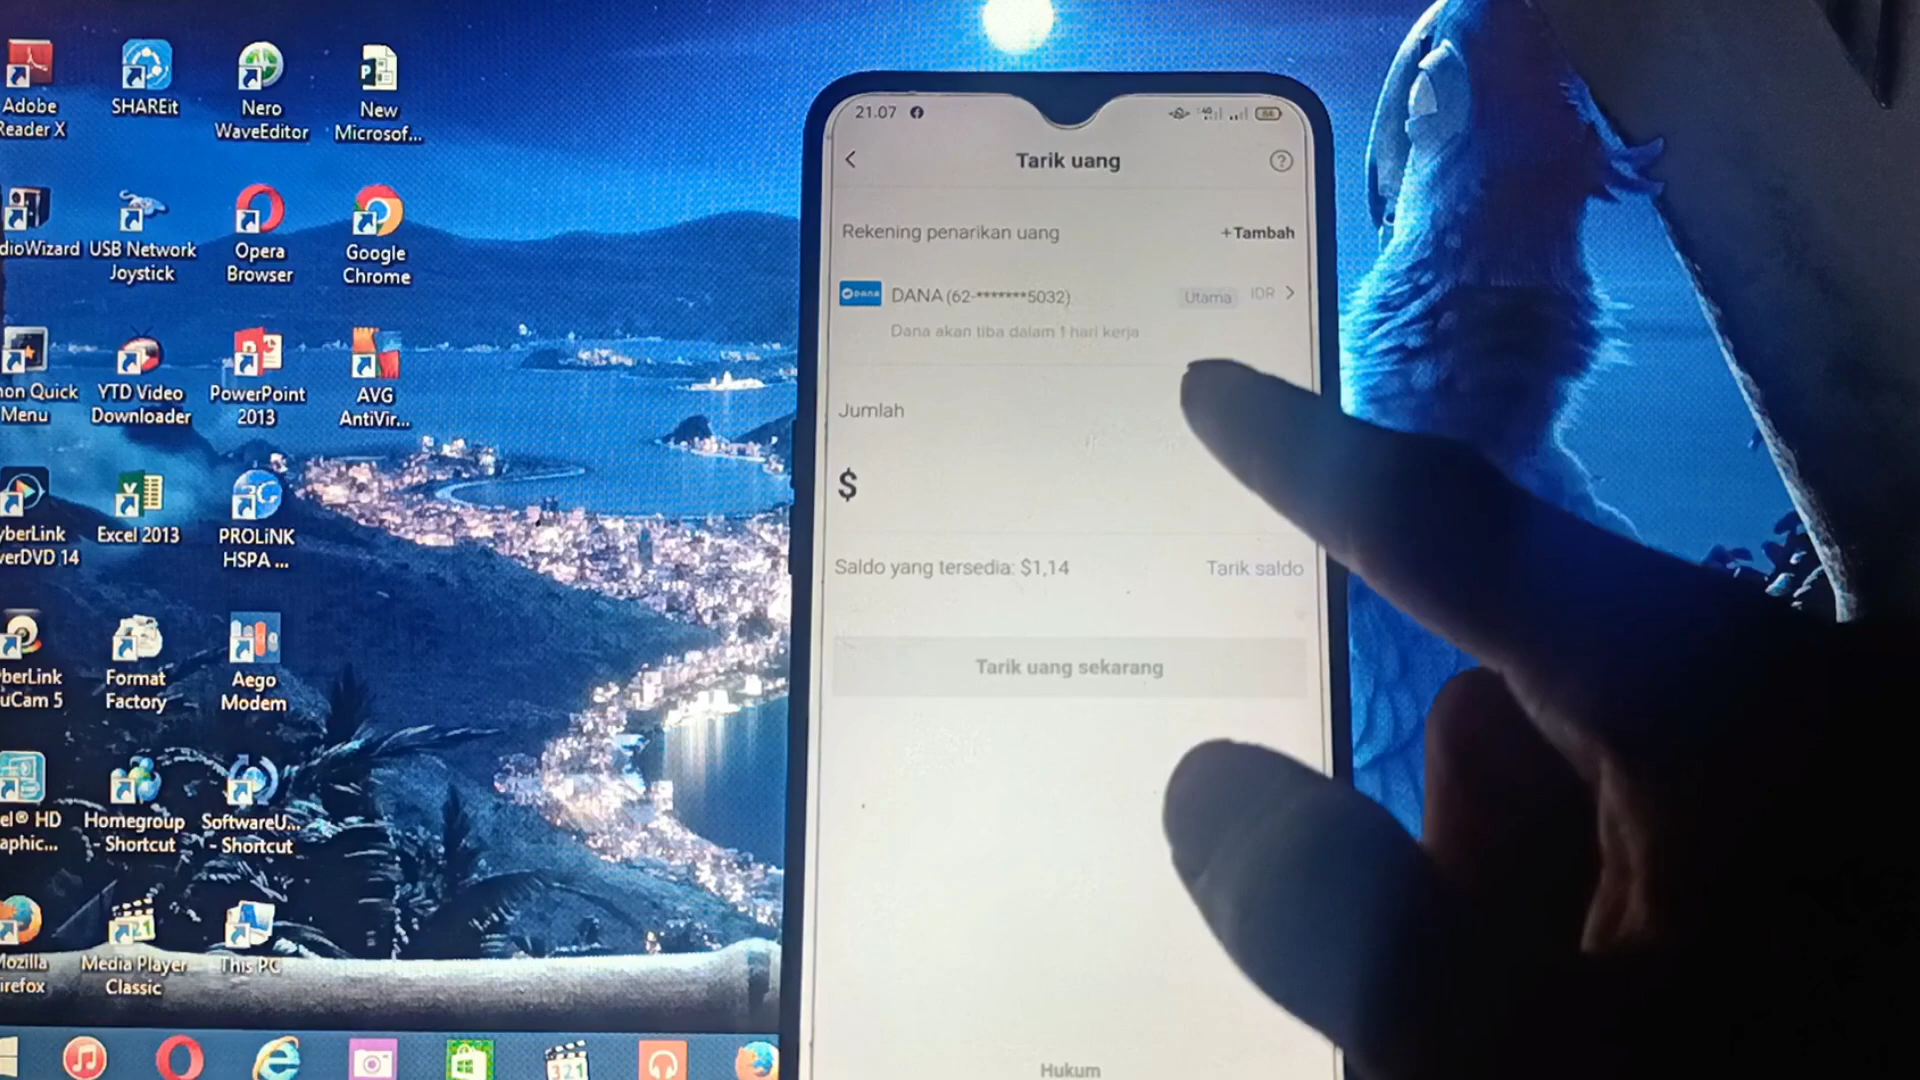 Adobe
Reader X
SHAREit
Nero
WaveEditor
New
Microsof...
dioWizard
USB Network
Joystick
Opera
Browser
Google
Chrome
on Quick
Menu
YTD Video
Downloader
PowerPoint
2013
AVG
AntiVir...
yberLink
verDVD 14
Excel 2013
PROLiNK
HSPA ...
berLink
uCam 5
Format
Factory
Aego
Modem
el® HD
aphic...
Homegroup
- Shortcut
SoftwareU...
- Shortcut
Mozilla
irefox
Media Player
Classic
This PC
21.07
Tarik uang
Rekening penarikan uang
+Tambah
DANA
DANA (62-*******5032)
Utama
IDR
Dana akan tiba dalam 1 hari kerja
Jumlah
$
Saldo yang tersedia: $1,14
Tarik saldo
Tarik uang sekarang
Hukum